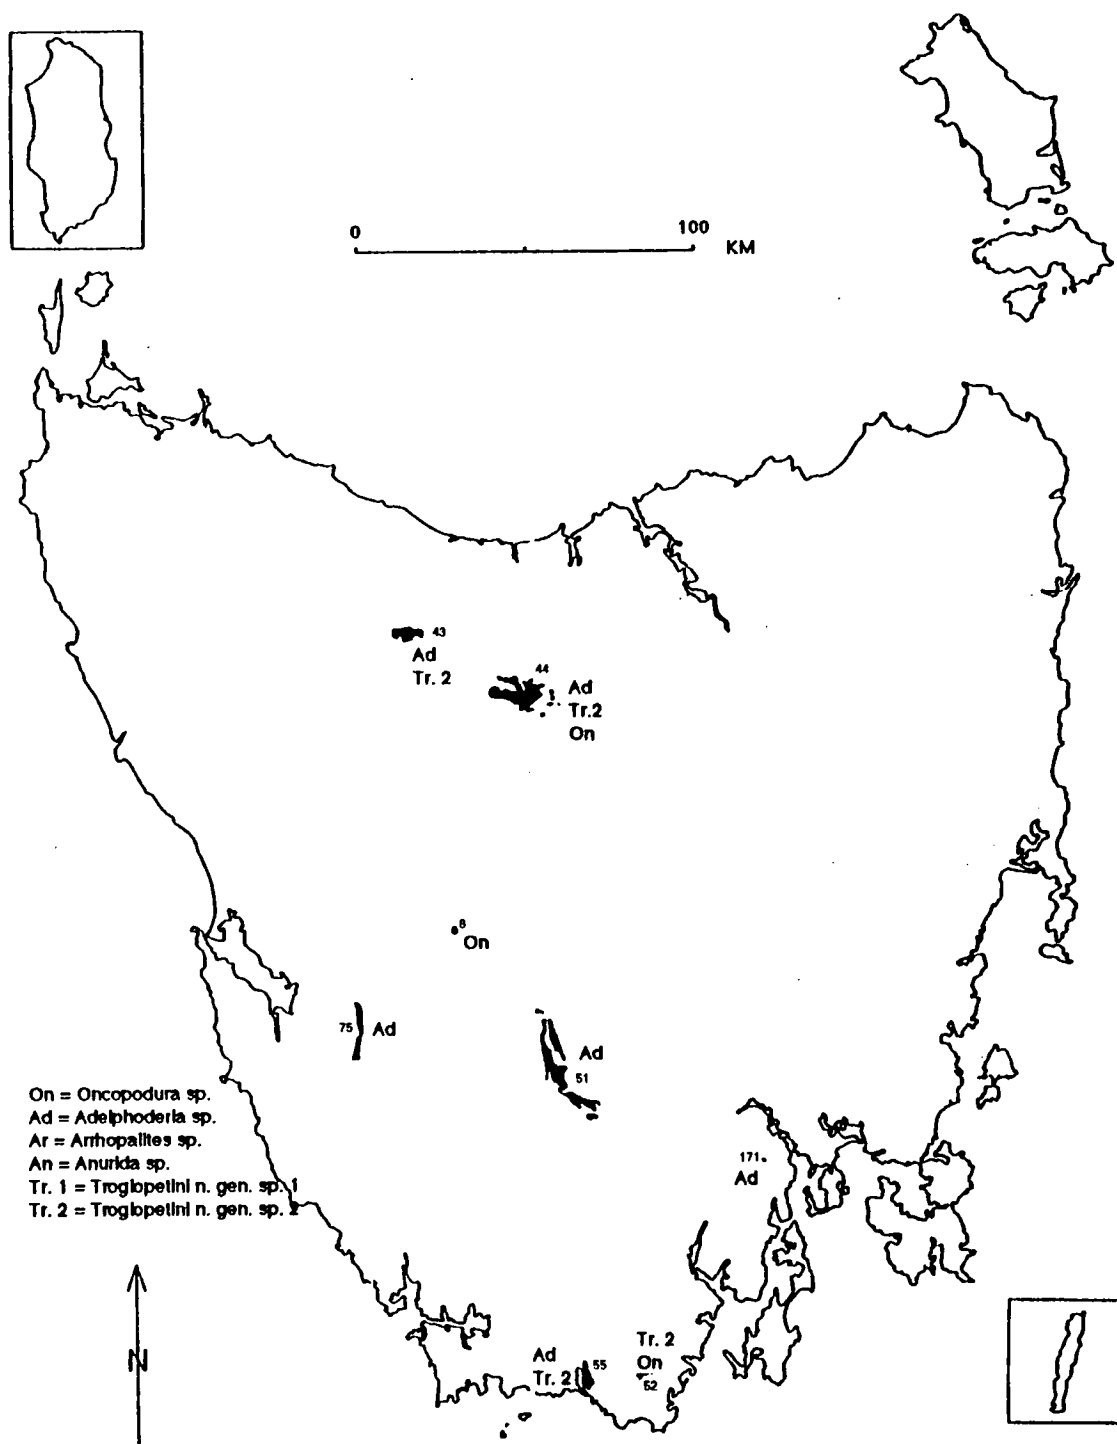 0 100
KM
43
Ad
Tr. 2
44
Ad
Tr.2
On
8
On
75 Ad
Ad
51
On = Oncopodura sp.
Ad = Adelphoderia sp.
Ar = Arrhopalites sp.
An = Anurida sp.
Tr. 1 = Troglopetini n. gen. sp. 1
Tr. 2 = Troglopetini n. gen. sp. 2
171
Ad
N
Ad
Tr. 2
55
Tr. 2
On
52